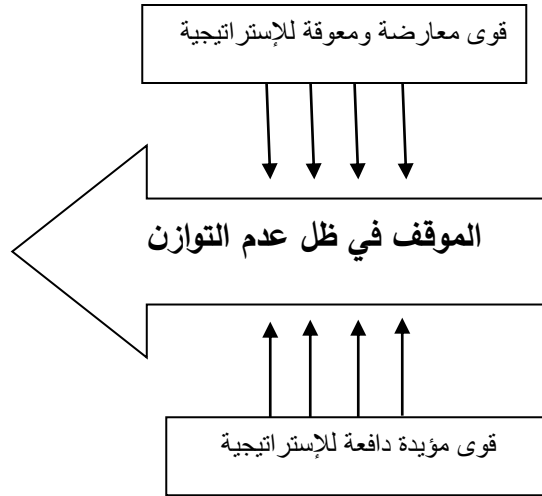 قوى معارضة ومعوقة للإستراتيجية
الموقف في ظل عدم التوازن
قوى مؤيدة دافعة للإستراتيجية